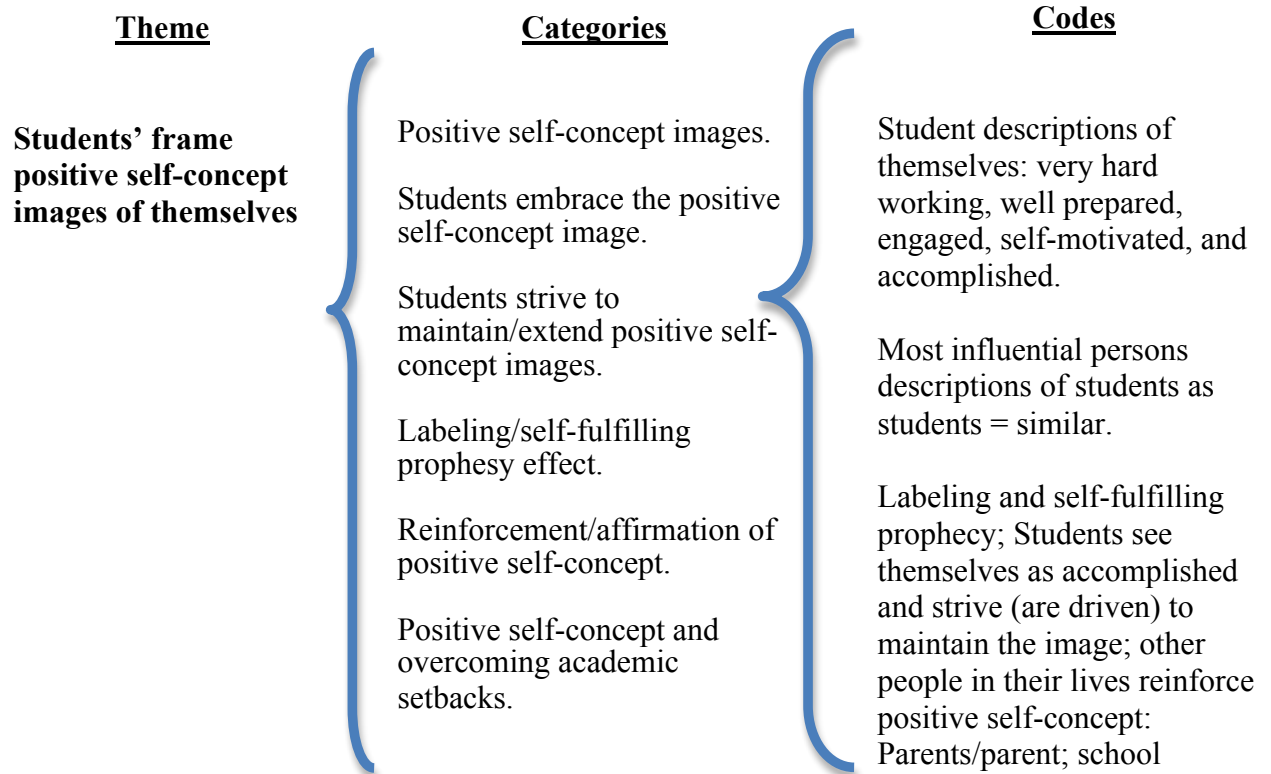 Theme
Students’ frame
positive self-concept
images of themselves
Categories
Positive self-concept images.
Students embrace the positive
self-concept image.
Students strive to
maintain/extend positive self-
concept images.
Labeling/self-fulfilling
prophesy effect.
Reinforcement/affirmation of
positive self-concept.
Positive self-concept and
overcoming academic
setbacks.
Codes
Student descriptions of
themselves: very hard
working, well prepared,
engaged, self-motivated, and
accomplished.
Most influential persons
descriptions of students as
students = similar.
Labeling and self-fulfilling
prophecy; Students see
themselves as accomplished
and strive (are driven) to
maintain the image; other
people in their lives reinforce
positive self-concept:
Parents/parent; school